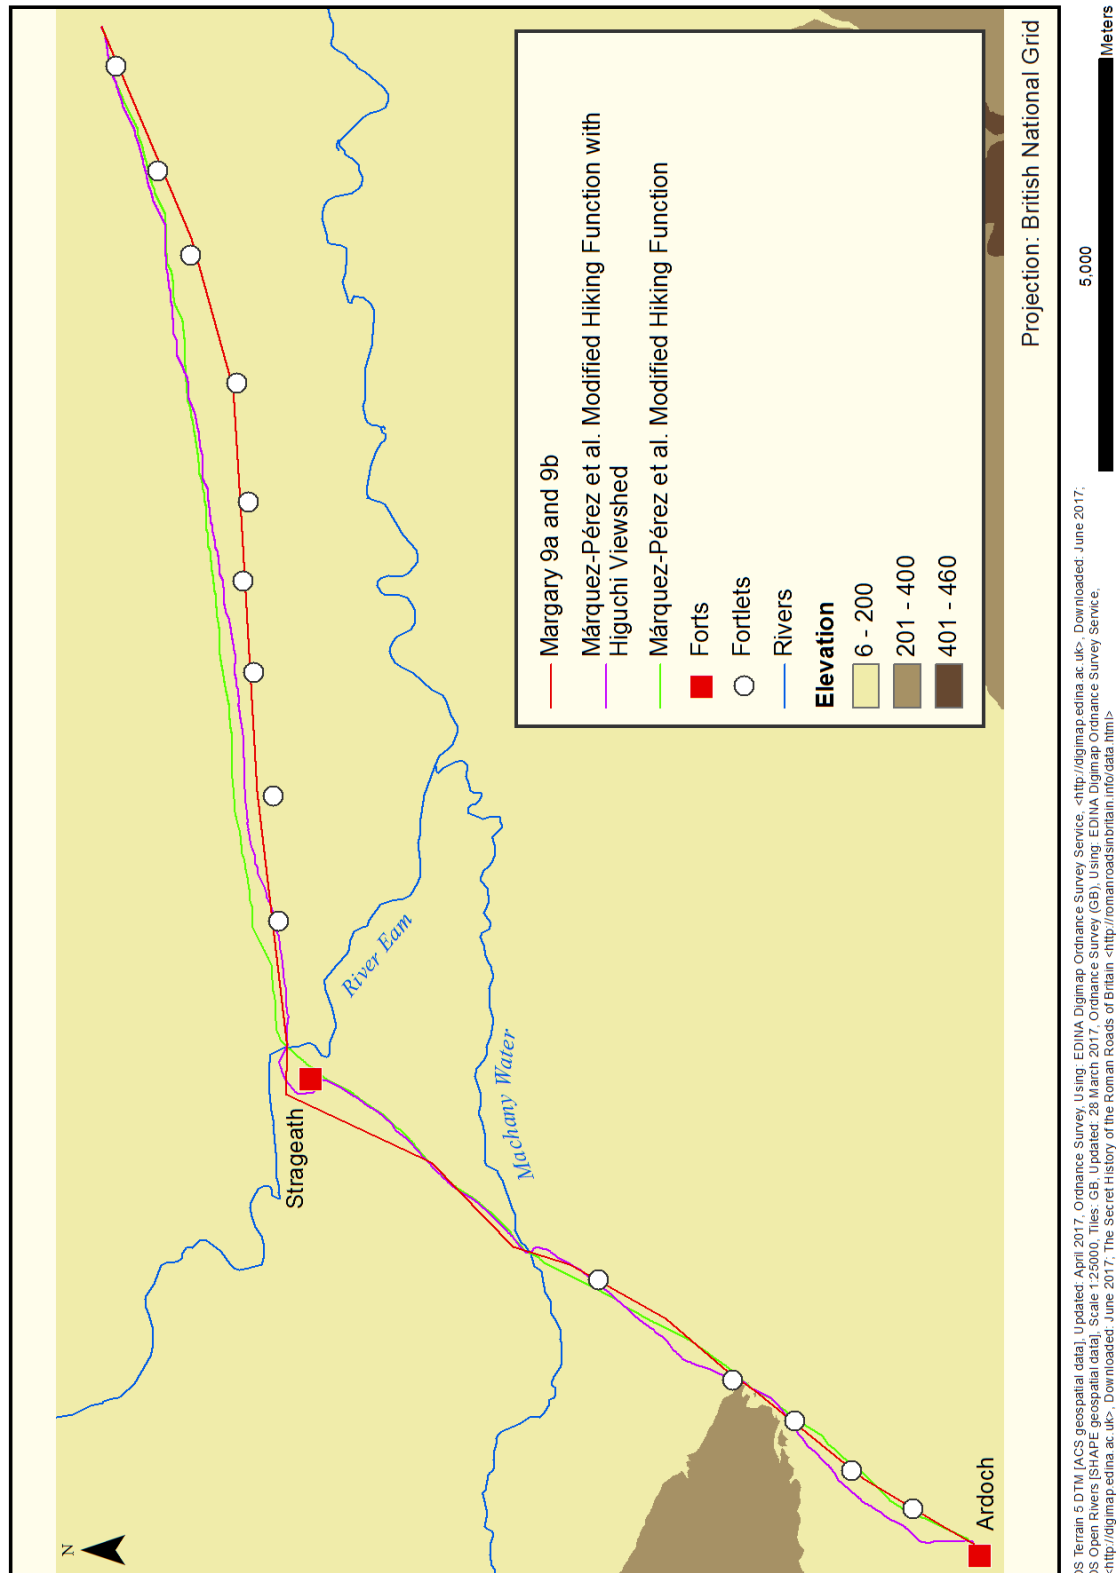 N
Strageath
River Eam
Machany Water
Ardoch
Margary 9a and 9b
Márquez-Pérez et al. Modified Hiking Function with
Higuchi Viewshed
Márquez-Pérez et al. Modified Hiking Function
Forts
Fortlets
Rivers
Elevation
6 - 200
201 - 400
401 - 460
Projection: British National Grid
5,000
Meters
OS Terrain 5 DTM [ACS geospatial data], Updated: April 2017, Ordnance Survey, Using: EDINA Digimap Ordnance Survey Service, <http://digimap.edina.ac.uk>, Downloaded: June 2017;
OS Open Rivers [SHAPE geospatial data], Scale 1:25000, Tiles: GB, Updated: 28 March 2017, Ordnance Survey (GB), Using: EDINA Digimap Ordnance Survey Service,
<http://digimap.edina.ac.uk>, Downloaded: June 2017; The Secret History of the Roman Roads of Britain <http://romanroadsinbritain.info/data.html>